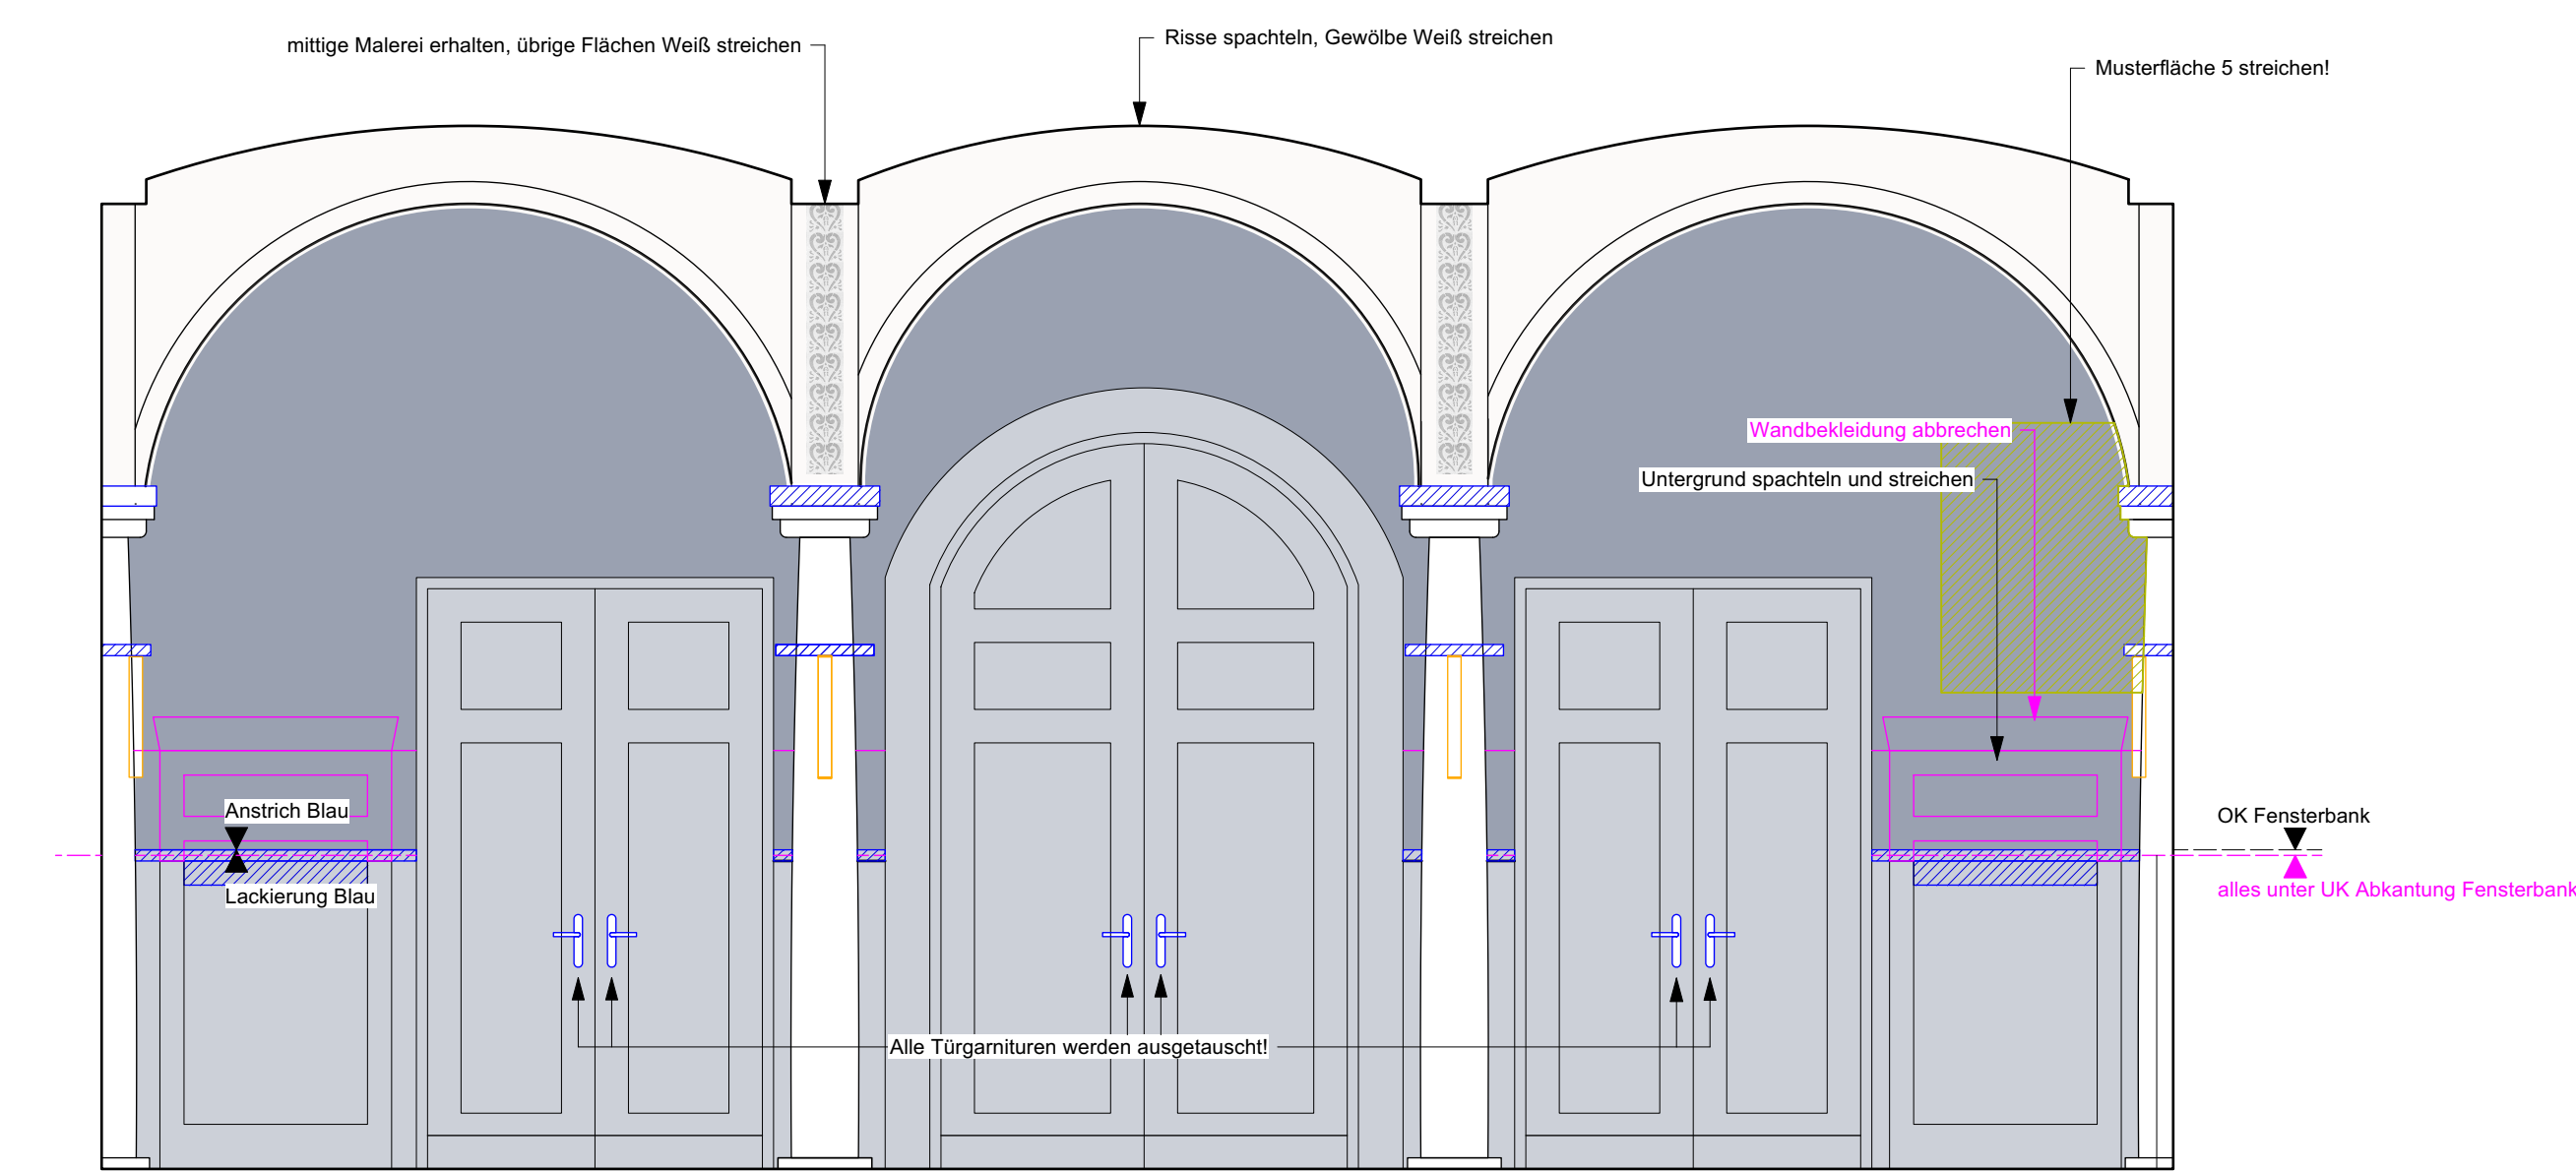 mittige Malerei erhalten, übrige Flächen Weiß streichen
Risse spachteln, Gewölbe Weiß streichen
Musterfläche 5 streichen!
Wandbekleidung abbrechen
Untergrund spachteln und streichen
Anstrich Blau
OK Fensterbank
Lackierung Blau
alles unter UK Abkantung Fensterbank
Alle Türgarnituren werden ausgetauscht!